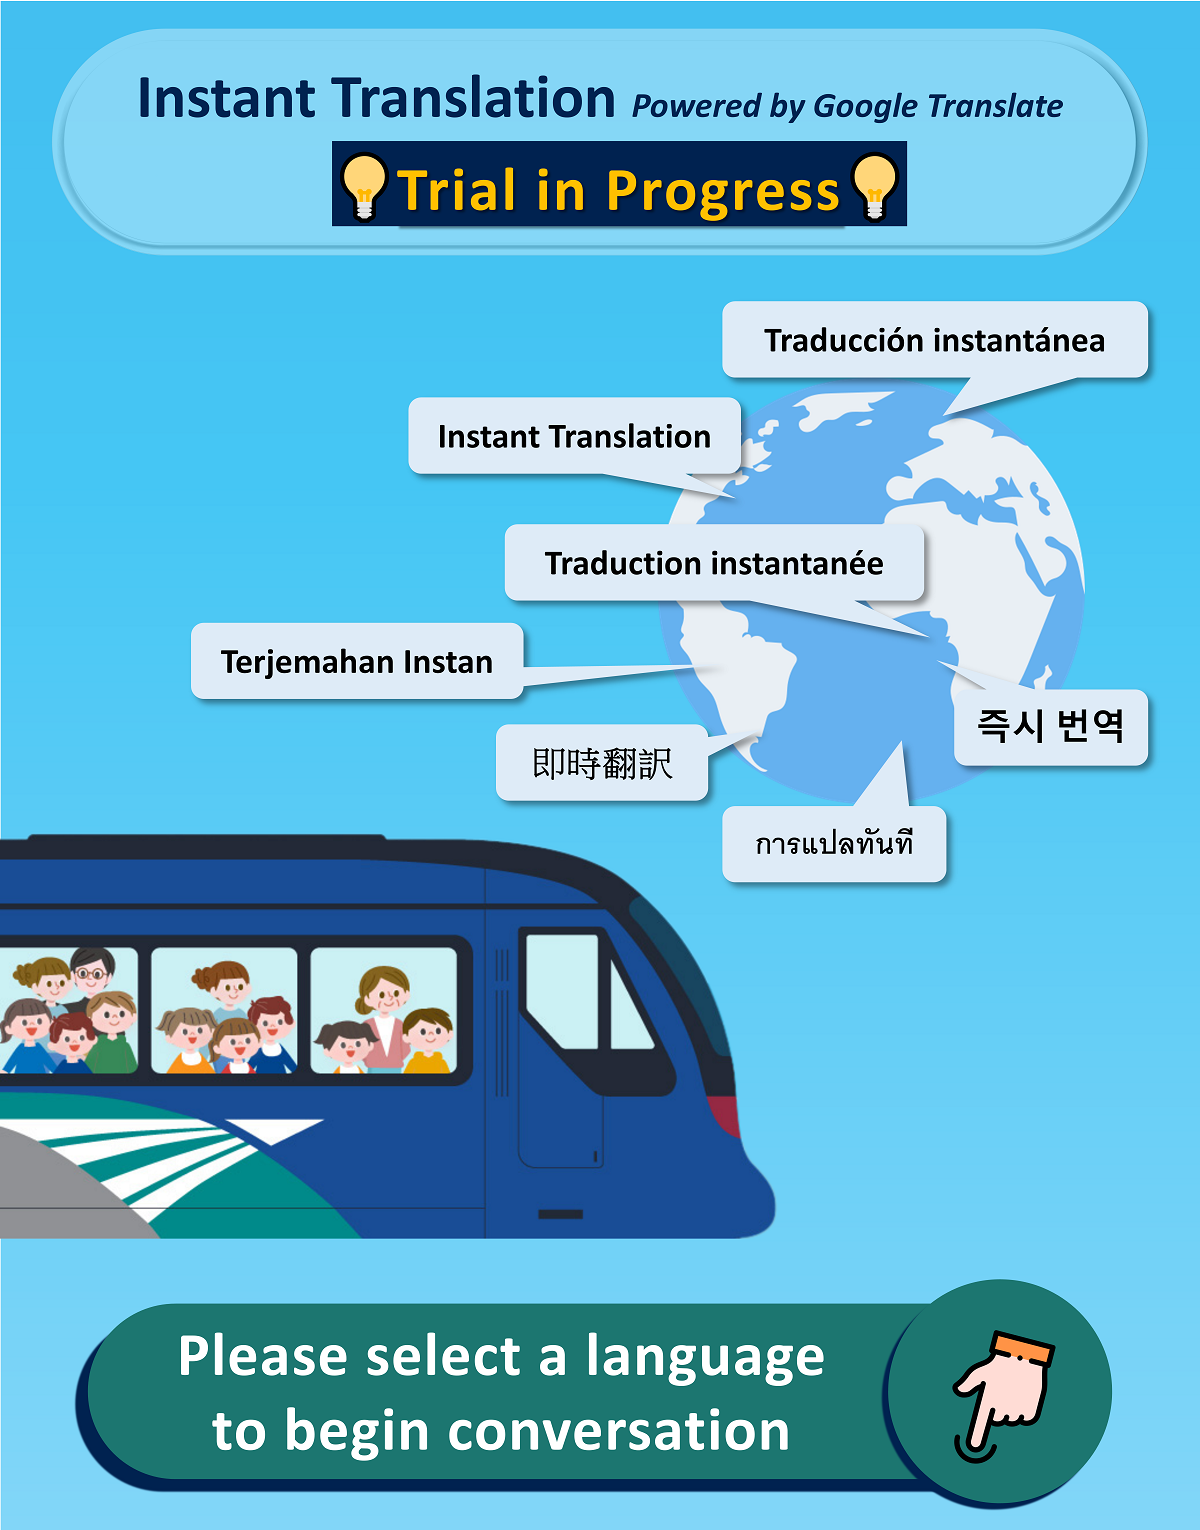 Instant Translation Powered by Google Translate
Trial in Progress
Traducción instantánea
Instant Translation
Traduction instantanée
Terjemahan Instan
즉시 번역
即時翻訳
การแปลทันที
Please select a language
to begin conversation